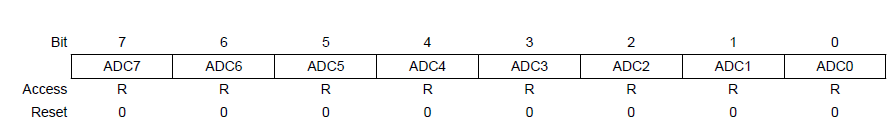 Bit 7 6 5 4 3 2 1 0
ADC7 ADC6 ADC5 ADC4 ADC3 ADC2 ADC1 ADC0
Access R R R R R R R R
Reset 0 0 0 0 0 0 0 0